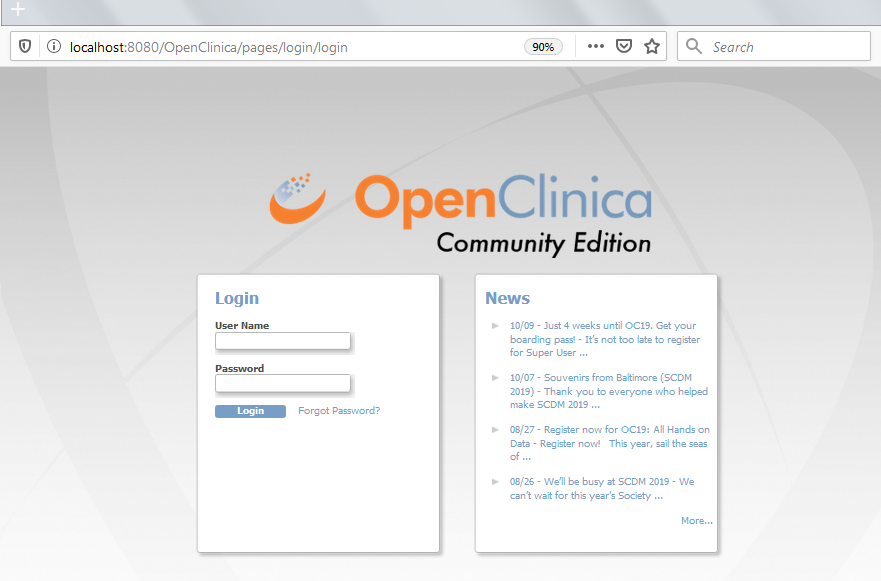 localhost:8080/OpenClinica/pages/login/login
90%
Search
OpenClinica
Community Edition
Login
User Name
Password
Login Forgot Password?
News
10/09 - Just 4 weeks until OC19. Get your
boarding pass! - It's not too late to register
for Super User ...
10/07 - Souvenirs from Baltimore (SCDM
2019) - Thank you to everyone who helped
make SCDM 2019 ...
08/27 - Register now for OC19: All Hands on
Data - Register now! This year, sail the seas
of ...
08/26 - We'll be busy at SCDM 2019 - We
can't wait for this year's Society ...
More...